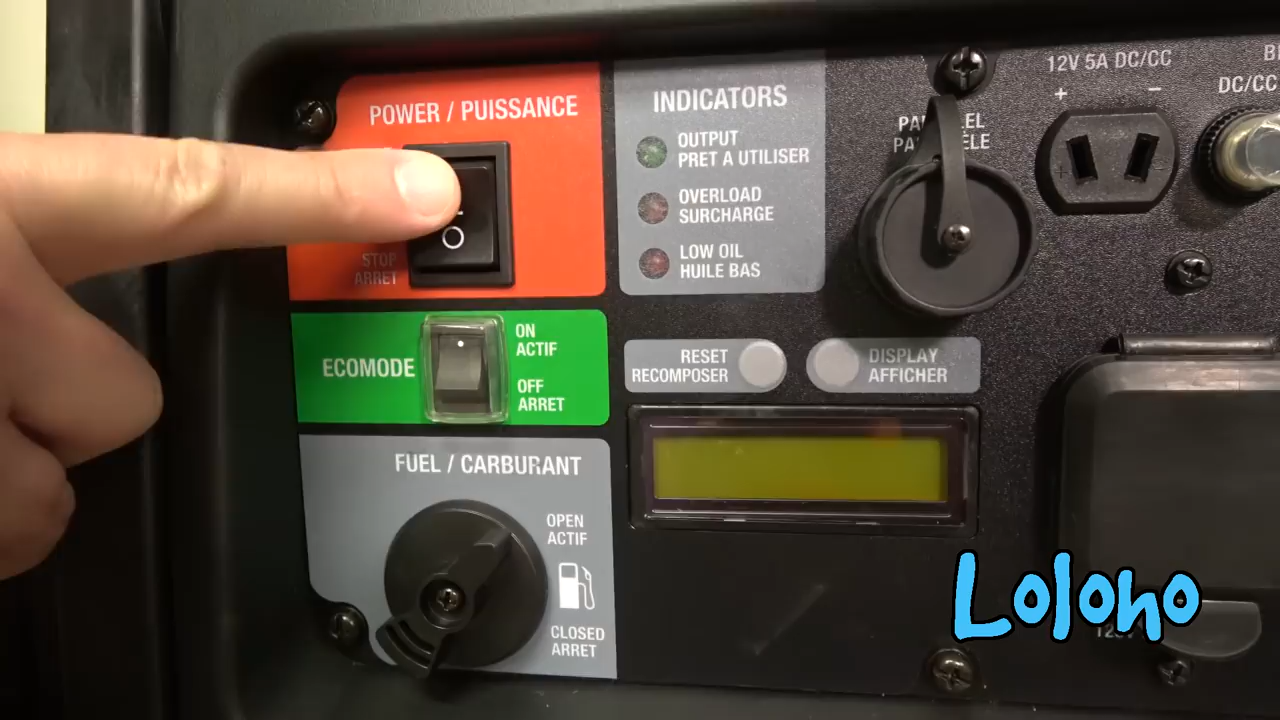 POWER / PUISSANCE
STOP
ARRET
ECOMODE
ON
ACTIF
OFF
ARRET
FUEL / CARBURANT
OPEN
ACTIF
CLOSED
ARRET
INDICATORS
OUTPUT
PRET A UTILISER
OVERLOAD
SURCHARGE
LOW OIL
HUILE BAS
RESET
RECOMPOSER
DISPLAY
AFFICHER
12V 5A DC/CC
+ −
DC/CC
Loloho